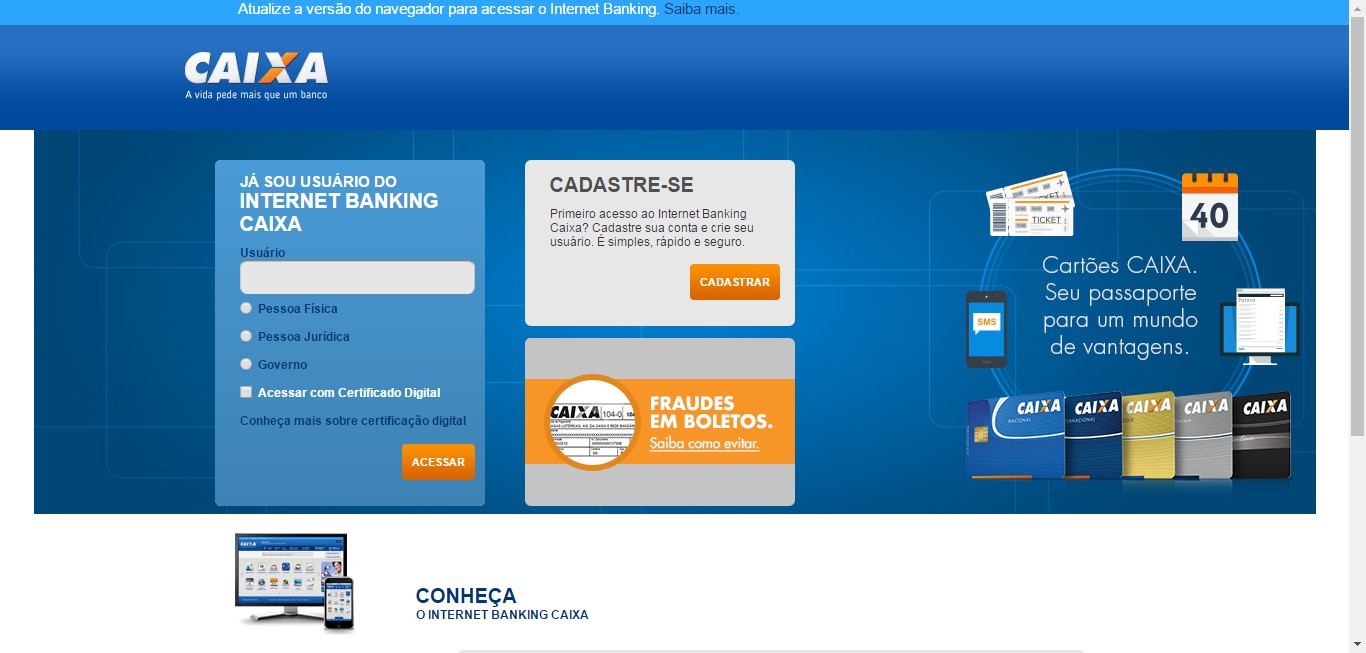 Atualize a versão do navegador para acessar o Internet Banking. Saiba mais.
CAIXA
A vida pede mais que um banco
JÁ SOU USUÁRIO DO
INTERNET BANKING
CAIXA
Usuário
Pessoa Física
Pessoa Jurídica
Governo
Acessar com Certificado Digital
Conheça mais sobre certificação digital
ACESSAR
CADASTRE-SE
Primeiro acesso ao Internet Banking
Caixa? Cadastre sua conta e crie seu
usuário. É simples, rápido e seguro.
CADASTRAR
CAIXA 104-0
FRAUDES
EM BOLETOS.
Saiba como evitar.
TICKET
TICKET
40
Cartões CAIXA.
Seu passaporte
para um mundo
de vantagens.
SMS
Fatura
CAIXA
NACIONAL
CAIXA
CAIXA
CAIXA
CAIXA
CAIXA
CONHEÇA
O INTERNET BANKING CAIXA